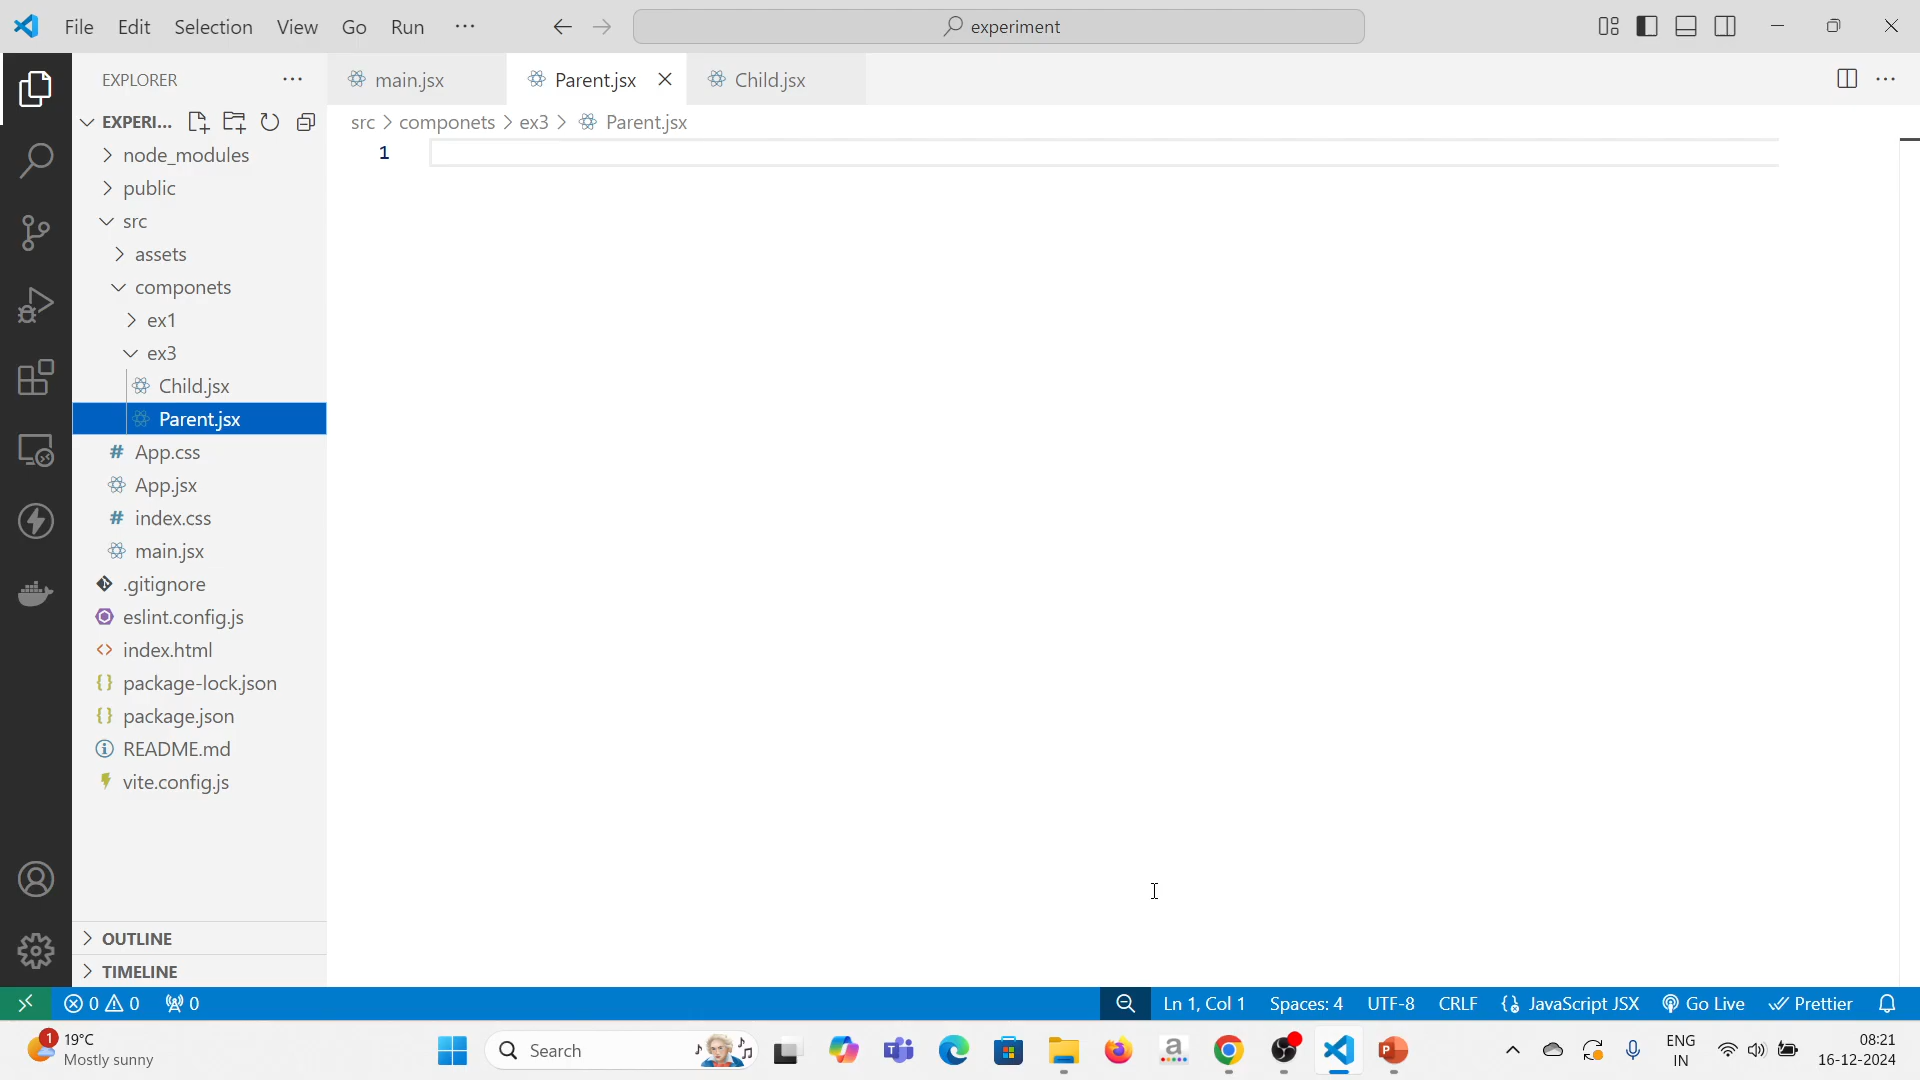 File Edit Selection View Go Run ··· experiment
EXPLORER ···
main.jsx Parent.jsx Child.jsx ···
EXPERI...
src > componets > ex3 > Parent.jsx
1
node_modules
public
src
assets
componets
ex1
ex3
Child.jsx
Parent.jsx
# App.css
App.jsx
# index.css
main.jsx
.gitignore
eslint.config.js
<> index.html
{} package-lock.json
{} package.json
README.md
vite.config.js
OUTLINE
TIMELINE
0 0 0 Ln 1, Col 1 Spaces: 4 UTF-8 CRLF JavaScript JSX Go Live Prettier
1
19°C
Mostly sunny
Search
ENG
IN
08:21
16-12-2024